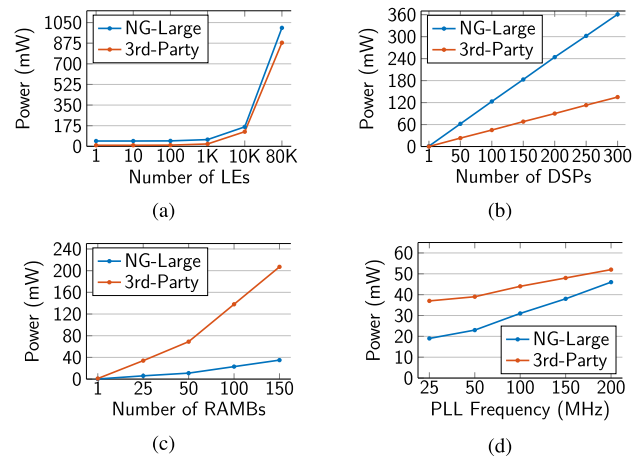 1050
875
700
525
350
175
0
Power (mW)
NG-Large
3rd-Party
1 10 100 1K 10K 80K
Number of LEs
(a)
360
300
240
180
120
60
0
Power (mW)
NG-Large
3rd-Party
1 50 100 150 200 250 300
Number of DSPs
(b)
240
200
160
120
80
40
0
Power (mW)
NG-Large
3rd-Party
1 25 50 100 150
Number of RAMBs
(c)
60
50
40
30
20
10
0
Power (mW)
NG-Large
3rd-Party
25 50 100 150 200
PLL Frequency (MHz)
(d)